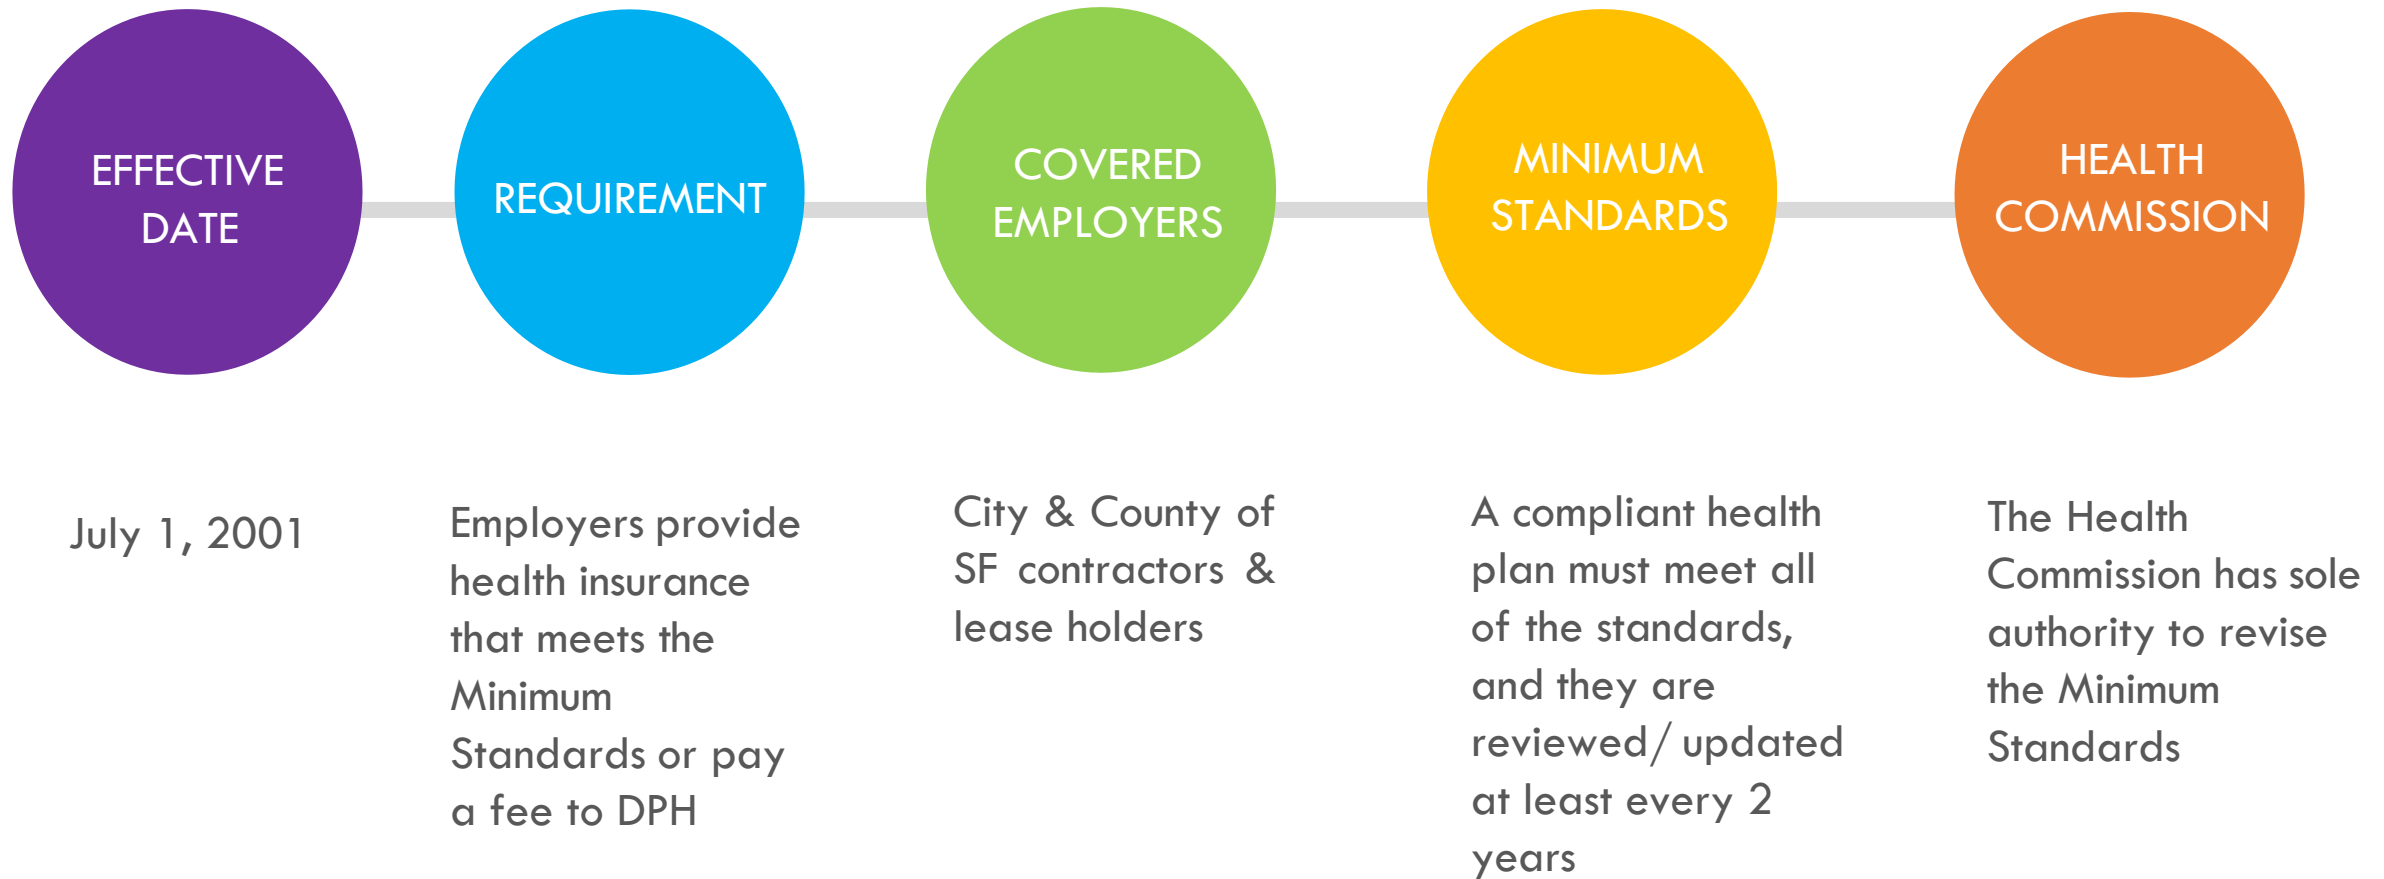 EFFECTIVE
DATE
REQUIREMENT
COVERED
EMPLOYERS
MINIMUM
STANDARDS
HEALTH
COMMISSION
July 1, 2001
Employers provide
health insurance
that meets the
Minimum
Standards or pay
a fee to DPH
City & County of
SF contractors &
lease holders
A compliant health
plan must meet all
of the standards,
and they are
reviewed/ updated
at least every 2
years
The Health
Commission has sole
authority to revise
the Minimum
Standards